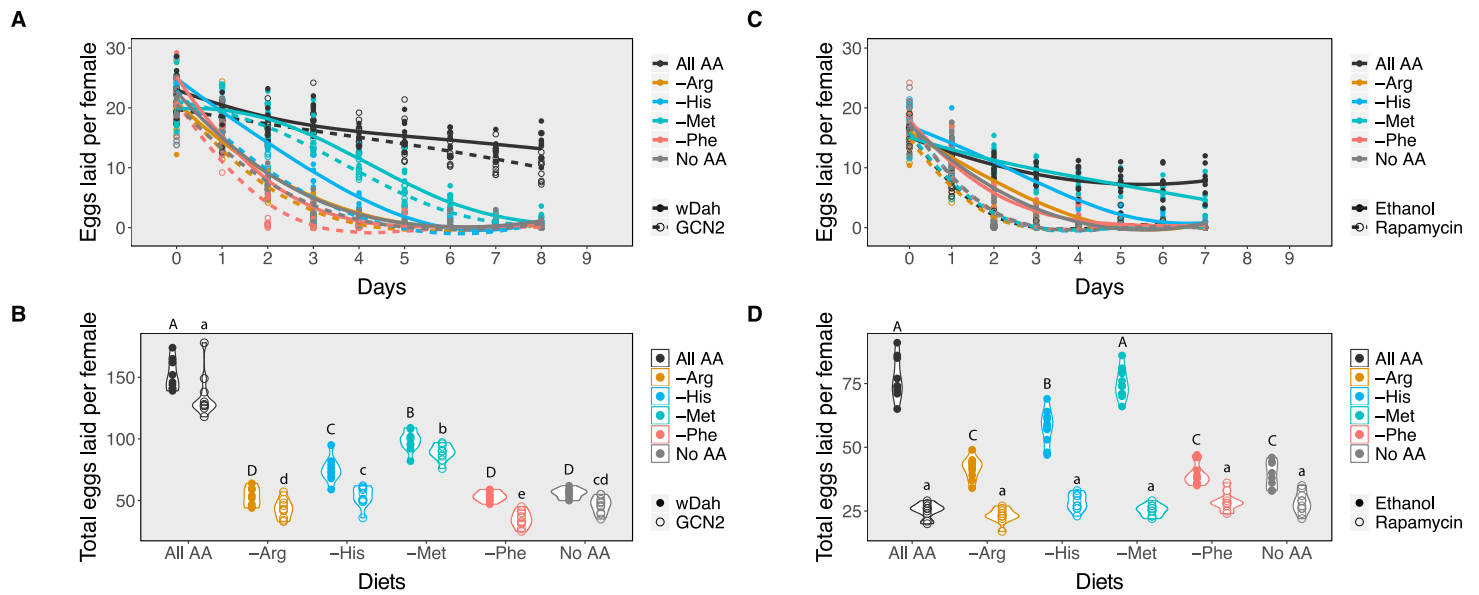 A
Eggs laid per female
30
20
10
0
0 1 2 3 4 5 6 7 8 9
Days
All AA
–Arg
–His
–Met
–Phe
No AA
wDah
GCN2
C
Eggs laid per female
30
20
10
0
0 1 2 3 4 5 6 7 8 9
Days
All AA
–Arg
–His
–Met
–Phe
No AA
Ethanol
Rapamycin
B
Total eggs laid per female
150
100
50
A a
D d
C c
B b
D e
D cd
All AA –Arg –His –Met –Phe No AA
Diets
All AA
–Arg
–His
–Met
–Phe
No AA
wDah
GCN2
D
Total eggs laid per female
75
50
25
A a
C a
B a
A a
C a
C a
All AA –Arg –His –Met –Phe No AA
Diets
All AA
–Arg
–His
–Met
–Phe
No AA
Ethanol
Rapamycin